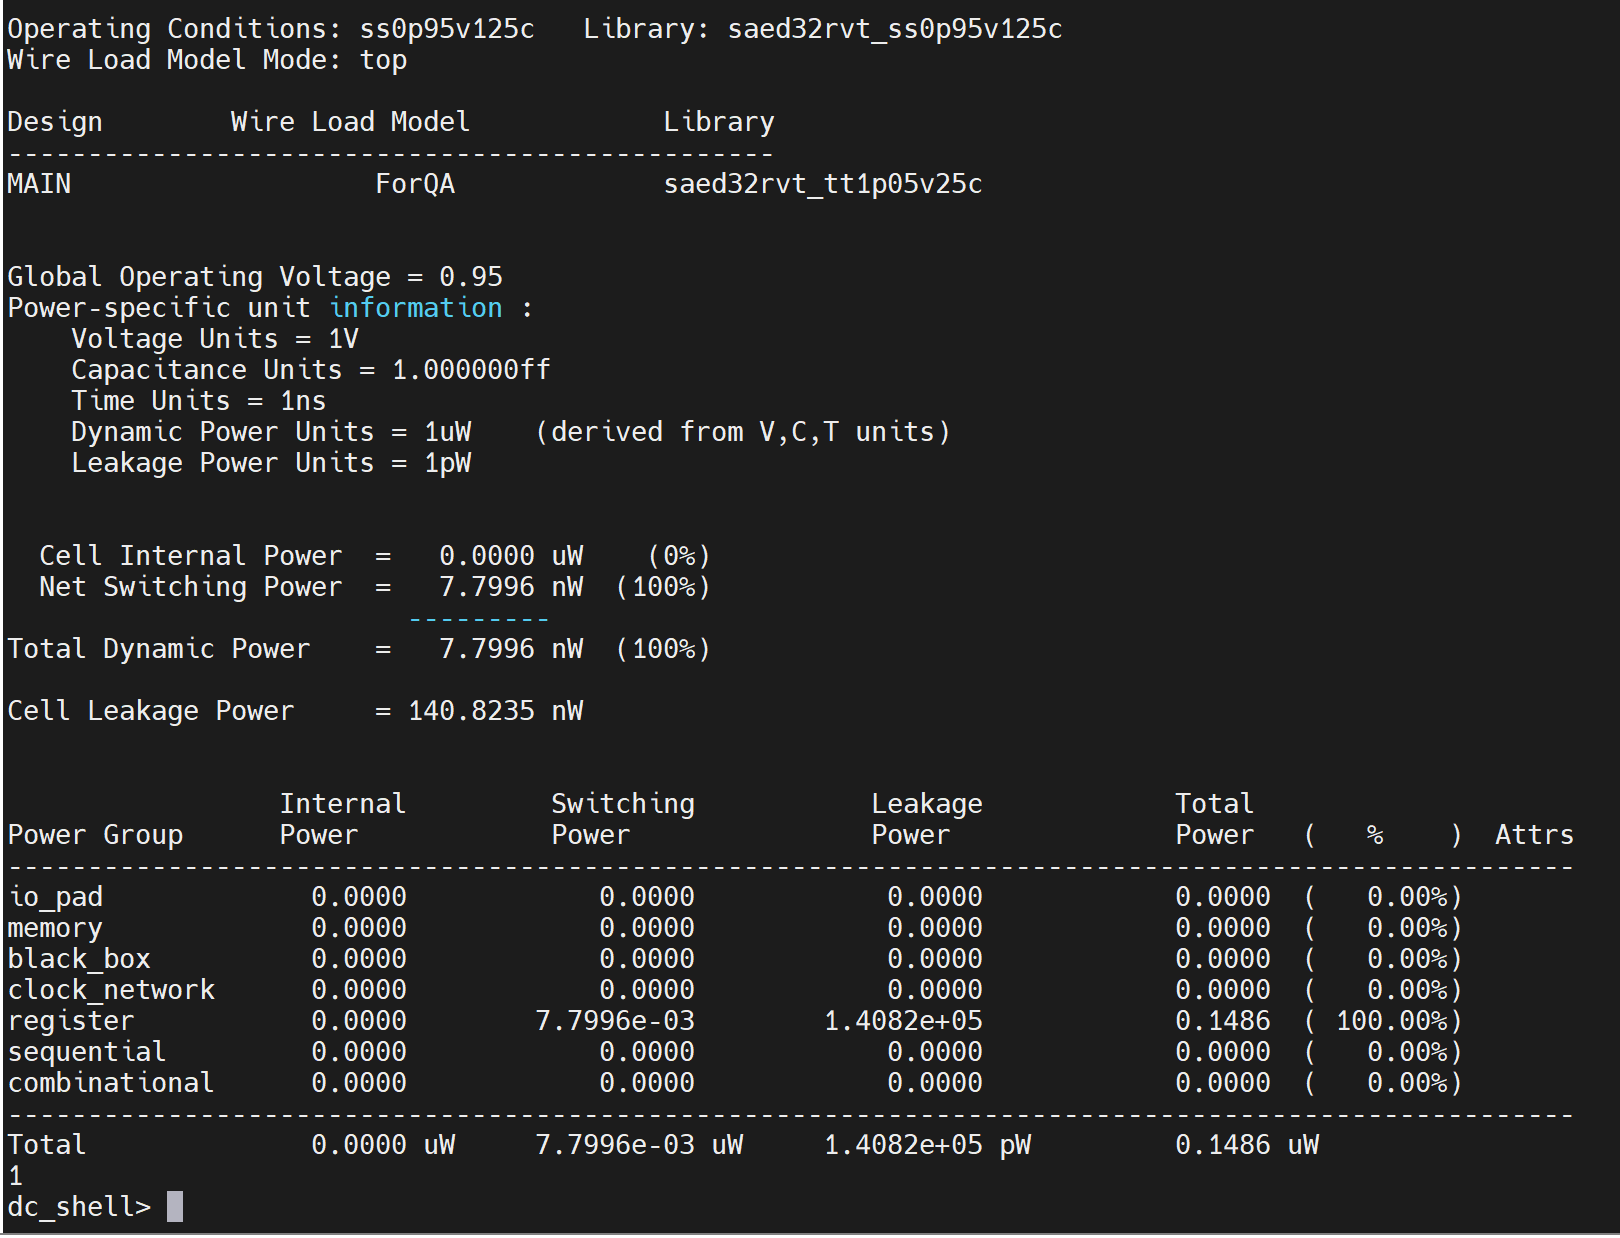 Operating Conditions: ss0p95v125c   Library: saed32rvt_ss0p95v125c
Wire Load Model Mode: top

Design        Wire Load Model            Library
------------------------------------------------
MAIN                   ForQA             saed32rvt_tt1p05v25c


Global Operating Voltage = 0.95
Power-specific unit information :
    Voltage Units = 1V
    Capacitance Units = 1.000000ff
    Time Units = 1ns
    Dynamic Power Units = 1uW    (derived from V,C,T units)
    Leakage Power Units = 1pW


  Cell Internal Power  =   0.0000 uW    (0%)
  Net Switching Power  =   7.7996 nW  (100%)
                         ---------
Total Dynamic Power    =   7.7996 nW  (100%)

Cell Leakage Power     = 140.8235 nW


                 Internal         Switching           Leakage            Total
Power Group      Power            Power               Power              Power   (   %    )  Attrs
--------------------------------------------------------------------------------------------------
io_pad             0.0000            0.0000            0.0000            0.0000  (   0.00%)
memory             0.0000            0.0000            0.0000            0.0000  (   0.00%)
black_box          0.0000            0.0000            0.0000            0.0000  (   0.00%)
clock_network      0.0000            0.0000            0.0000            0.0000  (   0.00%)
register           0.0000        7.7996e-03        1.4082e+05            0.1486  ( 100.00%)
sequential         0.0000            0.0000            0.0000            0.0000  (   0.00%)
combinational      0.0000            0.0000            0.0000            0.0000  (   0.00%)
--------------------------------------------------------------------------------------------------
Total              0.0000 uW     7.7996e-03 uW     1.4082e+05 pW         0.1486 uW
1
dc_shell>